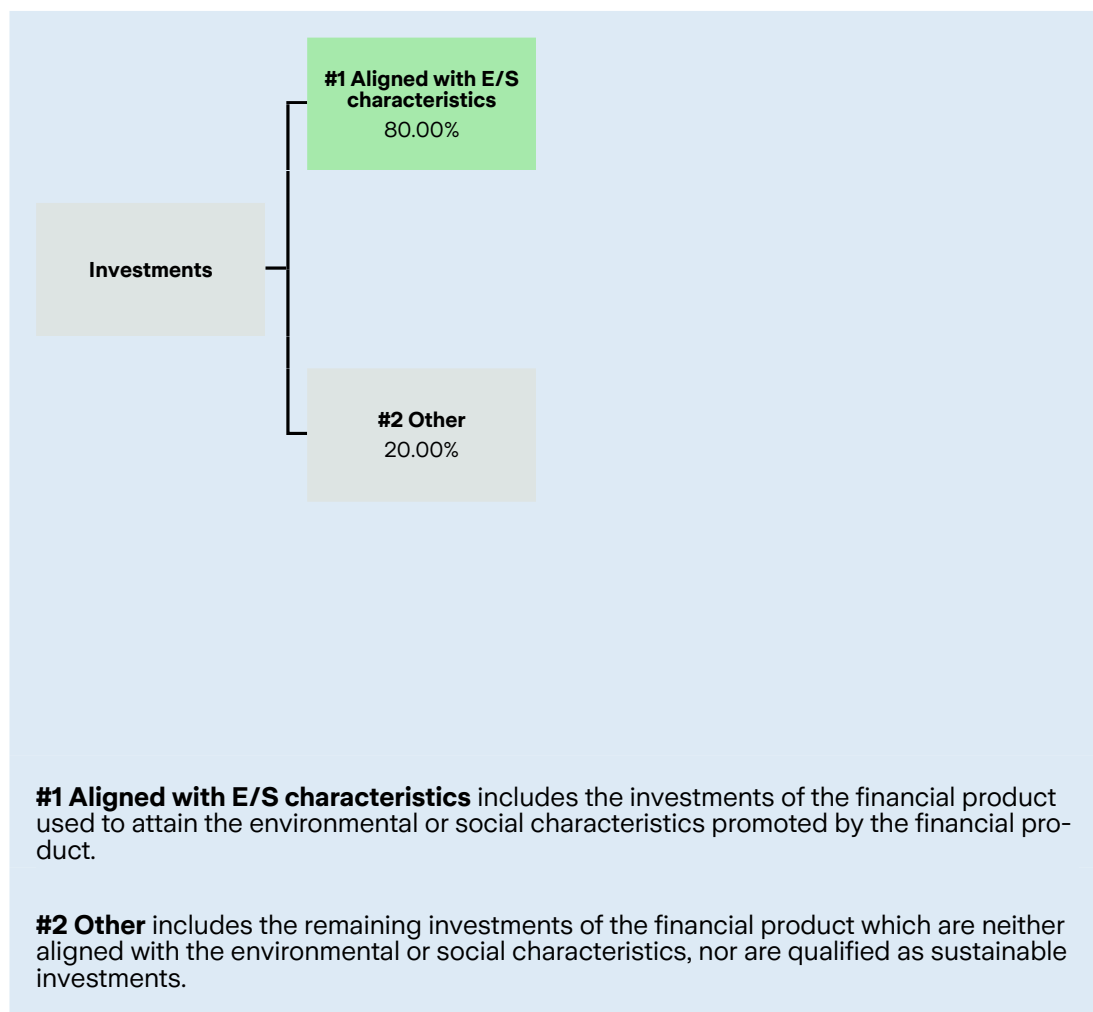 #1 Aligned with E/S
characteristics
80.00%
Investments
#2 Other
20.00%
#1 Aligned with E/S characteristics includes the investments of the financial product
used to attain the environmental or social characteristics promoted by the financial pro-
duct.
#2 Other includes the remaining investments of the financial product which are neither
aligned with the environmental or social characteristics, nor are qualified as sustainable
investments.